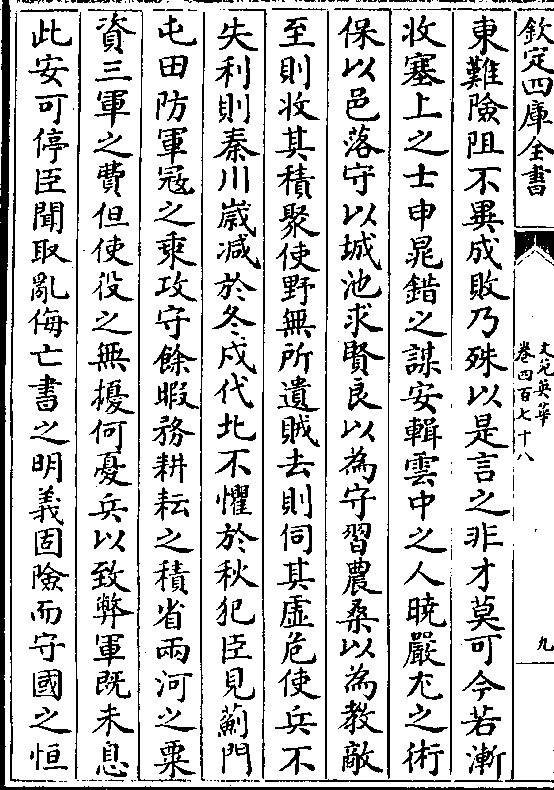 欽定四庫全書
文苑英華
卷四百七十八
九
東難險阻不異成敗乃殊以是言之非才莫可今若漸
收塞上之士申晁錯之謀安輯雲中之人曉嚴尤之術
保以邑落守以城池求賢良以為守習農桑以為教敵
至則收其積聚使野無所遺賊去則伺其虛危使兵不
失利則秦川嵗减於冬戍代北不懼於秋犯臣見薊門
屯田防軍冦之乘攻守餘暇務耕耘之積省兩河之粟
資三軍之費但使役之無擾何憂兵以致弊軍既未息
此安可停臣聞取亂侮亡書之明義固險而守國之恒